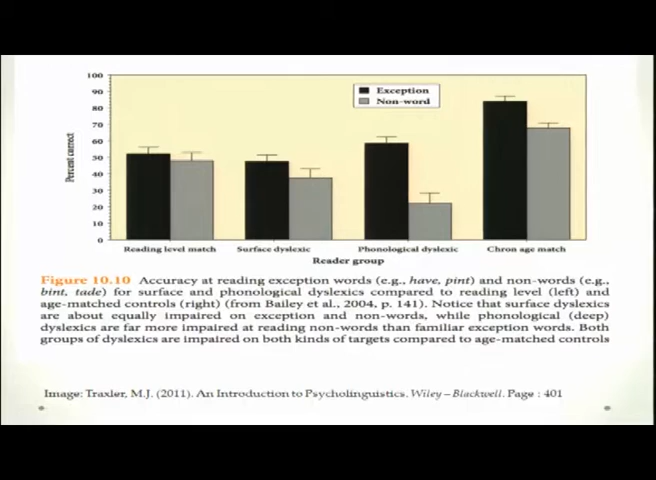 100
90
80
70
60
50
40
30
20
10
0
Percent correct
Exception
Non-word
Reading level match
Surface dyslexic
Phonological dyslexic
Chron age match
Reader group
Figure 10.10 Accuracy at reading exception words (e.g., have, pint) and non-words (e.g.,
bint, tade) for surface and phonological dyslexics compared to reading level (left) and
age-matched controls (right) (from Bailey et al., 2004, p. 141). Notice that surface dyslexics
are about equally impaired on exception and non-words, while phonological (deep)
dyslexics are far more impaired at reading non-words than familiar exception words. Both
groups of dyslexics are impaired on both kinds of targets compared to age-matched controls
Image: Traxler, M.J. (2011). An Introduction to Psycholinguistics. Wiley – Blackwell. Page : 401